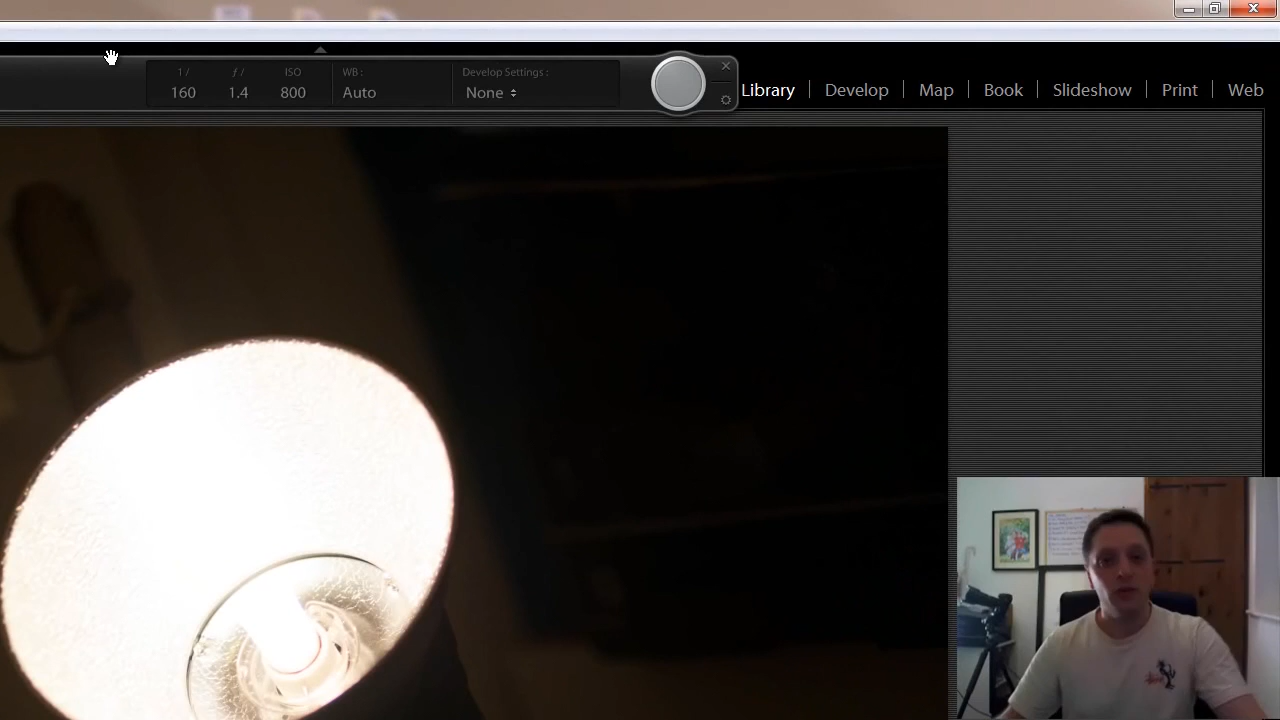 1/ ƒ/ ISO WB: Develop Settings:
160 1.4 800 Auto None
Library Develop Map Book Slideshow Print Web